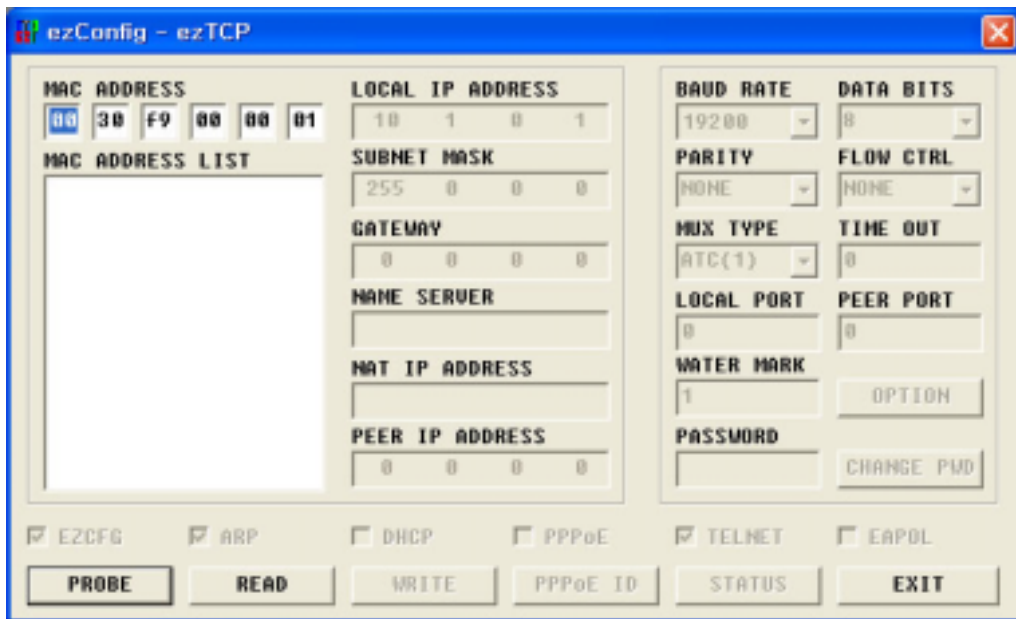 ezConfig - ezTCP
MAC ADDRESS
00 30 f9 00 00 01
MAC ADDRESS LIST
LOCAL IP ADDRESS
10 1 0 1
SUBNET MASK
255 0 0 0
GATEWAY
0 0 0 0
NAME SERVER
NAT IP ADDRESS
PEER IP ADDRESS
0 0 0 0
BAUD RATE DATA BITS
19200 8
PARITY FLOW CTRL
NONE NONE
MUX TYPE TIME OUT
ATC(1) 0
LOCAL PORT PEER PORT
0 0
WATER MARK
1 OPTION
PASSWORD
CHANGE PWD
EZCFG ARP DHCP PPPoE TELNET EAPOL
PROBE READ WRITE PPPoE ID STATUS EXIT